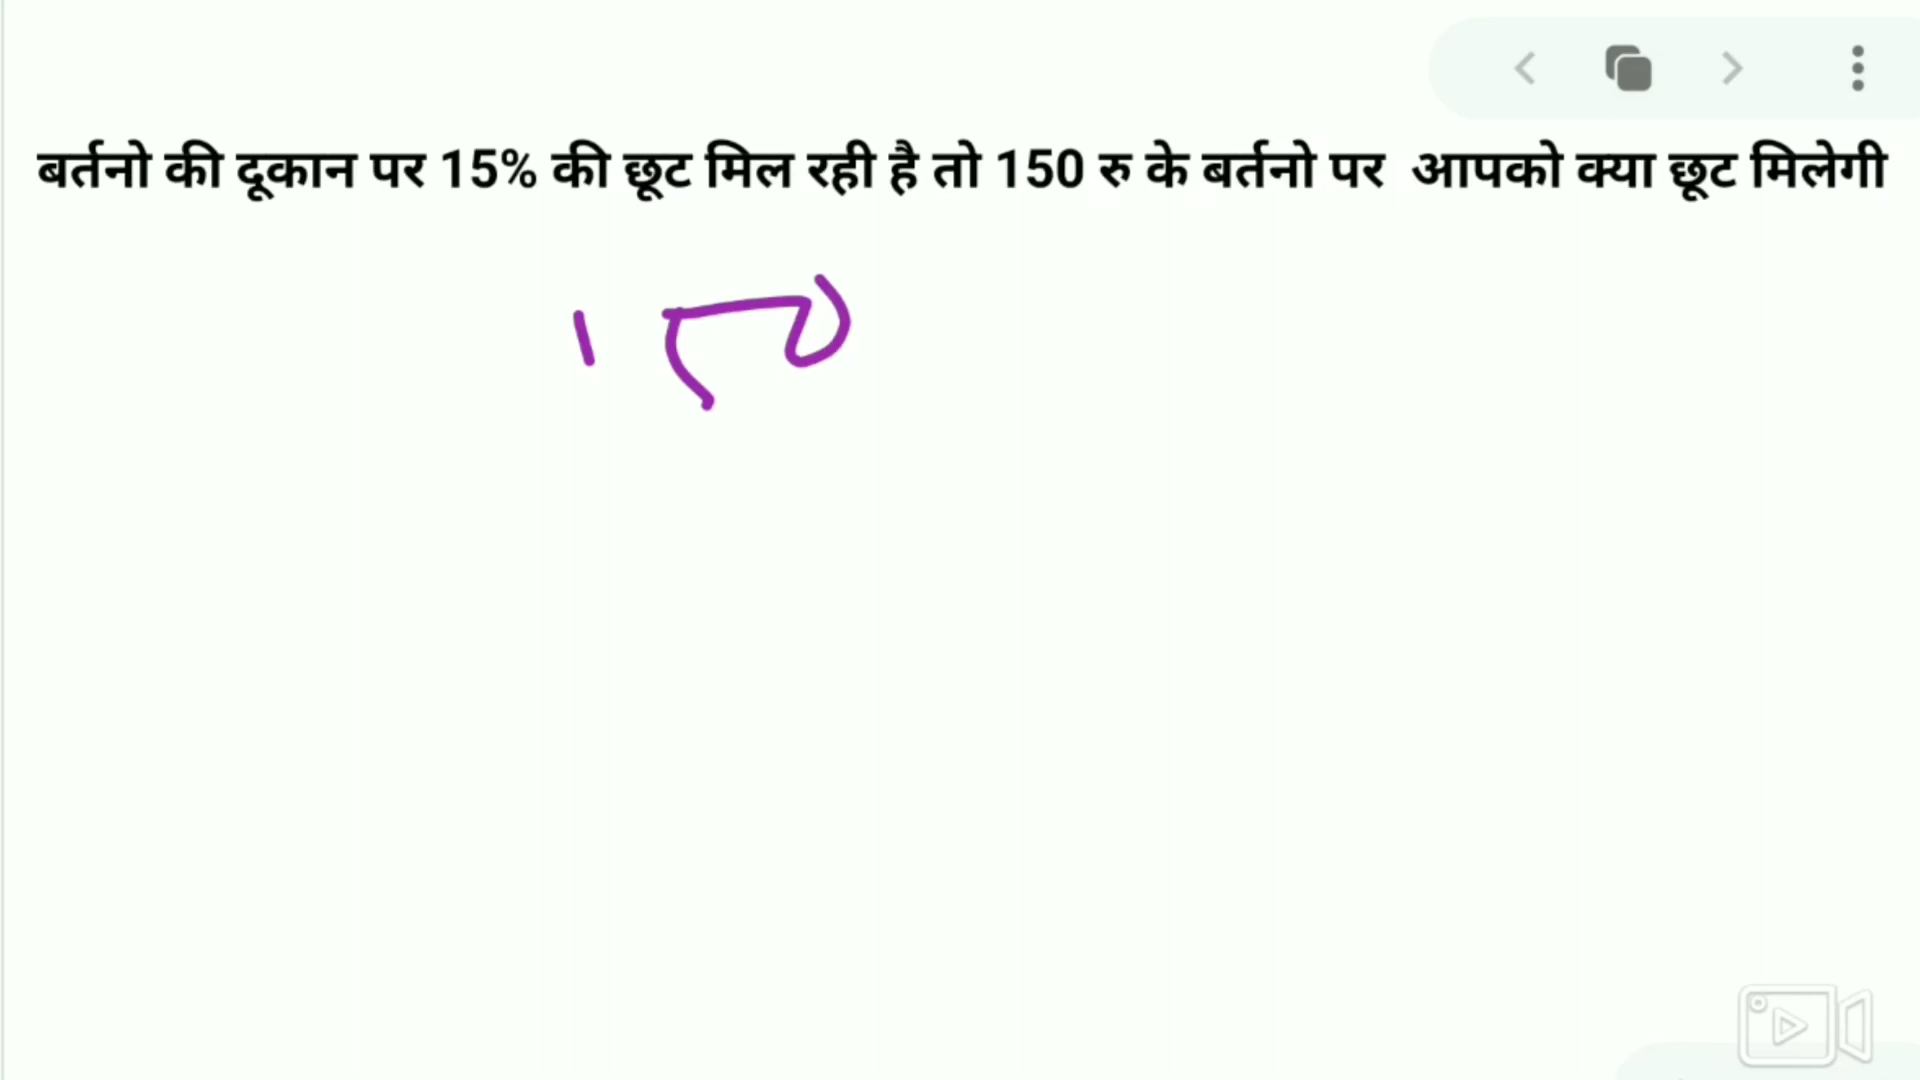 बर्तनो की दूकान पर 15% की छूट मिल रही है तो 150 रु के बर्तनो पर आपको क्या छूट मिलेगी